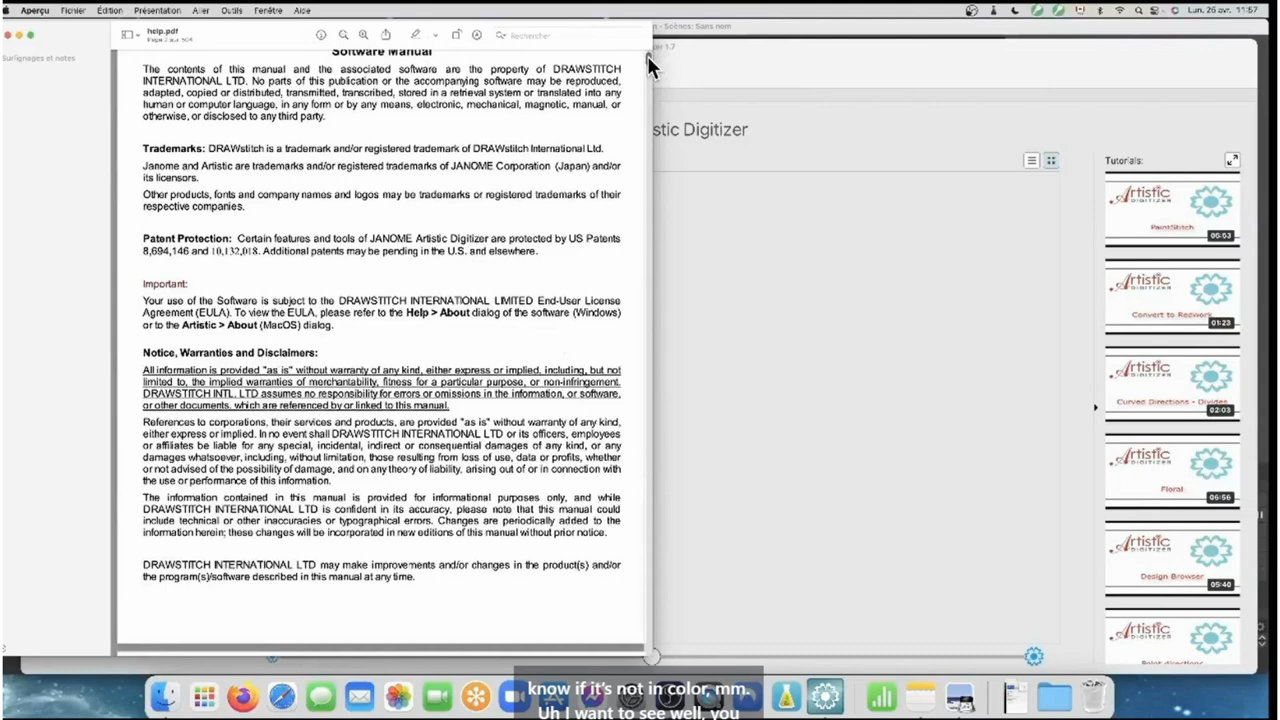 Aperçu Fichier Édition Présentation Aller Outils Fenêtre Aide Lun. 26 avr. 11:57
help.pdf
Page 2 sur 504
Rechercher
Surlignages et notes
- Scènes: Sans nom
1.7
Software Manual
The contents of this manual and the associated software are the property of DRAWSTITCH
INTERNATIONAL LTD. No parts of this publication or the accompanying software may be reproduced,
adapted, copied or distributed, transmitted, transcribed, stored in a retrieval system or translated into any
human or computer language, in any form or by any means, electronic, mechanical, magnetic, manual, or
otherwise, or disclosed to any third party.
Trademarks: DRAWstitch is a trademark and/or registered trademark of DRAWstitch International Ltd.
Janome and Artistic are trademarks and/or registered trademarks of JANOME Corporation (Japan) and/or
its licensors.
Other products, fonts and company names and logos may be trademarks or registered trademarks of their
respective companies.
Patent Protection: Certain features and tools of JANOME Artistic Digitizer are protected by US Patents
8,694,146 and 10,132,018. Additional patents may be pending in the U.S. and elsewhere.
Important:
Your use of the Software is subject to the DRAWSTITCH INTERNATIONAL LIMITED End-User License
Agreement (EULA). To view the EULA, please refer to the Help > About dialog of the software (Windows)
or to the Artistic > About (MacOS) dialog.
Notice, Warranties and Disclaimers:
All information is provided "as is" without warranty of any kind, either express or implied, including, but not
limited to, the implied warranties of merchantability, fitness for a particular purpose, or non-infringement.
DRAWSTITCH INTL. LTD assumes no responsibility for errors or omissions in the information, or software,
or other documents, which are referenced by or linked to this manual.
References to corporations, their services and products, are provided "as is" without warranty of any kind,
either express or implied. In no event shall DRAWSTITCH INTERNATIONAL LTD or its officers, employees
or affiliates be liable for any special, incidental, indirect or consequential damages of any kind, or any
damages whatsoever, including, without limitation, those resulting from loss of use, data or profits, whether
or not advised of the possibility of damage, and on any theory of liability, arising out of or in connection with
the use or performance of this information.
The information contained in this manual is provided for informational purposes only, and while
DRAWSTITCH INTERNATIONAL LTD is confident in its accuracy, please note that this manual could
include technical or other inaccuracies or typographical errors. Changes are periodically added to the
information herein; these changes will be incorporated in new editions of this manual without prior notice.
DRAWSTITCH INTERNATIONAL LTD may make improvements and/or changes in the product(s) and/or
the program(s)/software described in this manual at any time.
stic Digitizer
Tutorials:
Artistic
DIGITIZER
PaintStitch
05:53
Artistic
DIGITIZER
Convert to Redwork
01:23
Artistic
DIGITIZER
Curved Directions - Divides
02:03
Artistic
DIGITIZER
Floral
06:56
Artistic
DIGITIZER
Design Browser
05:40
Artistic
DIGITIZER
Point directions
know if it's not in color, mm.
Uh I want to see well, you